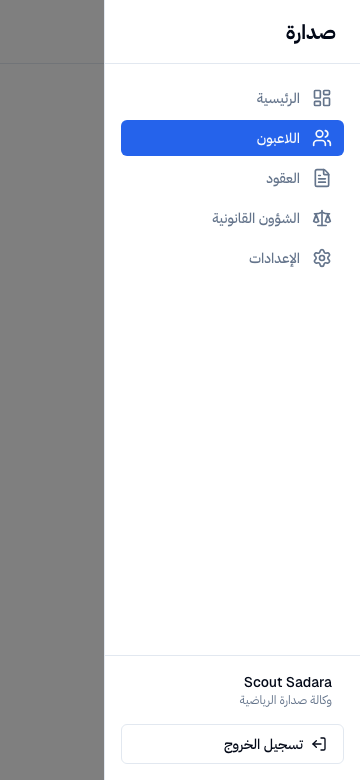 صدارة
الرئيسية
اللاعبون
العقود
الشؤون القانونية
الإعدادات
Scout Sadara
وكالة صدارة الرياضية
تسجيل الخروج